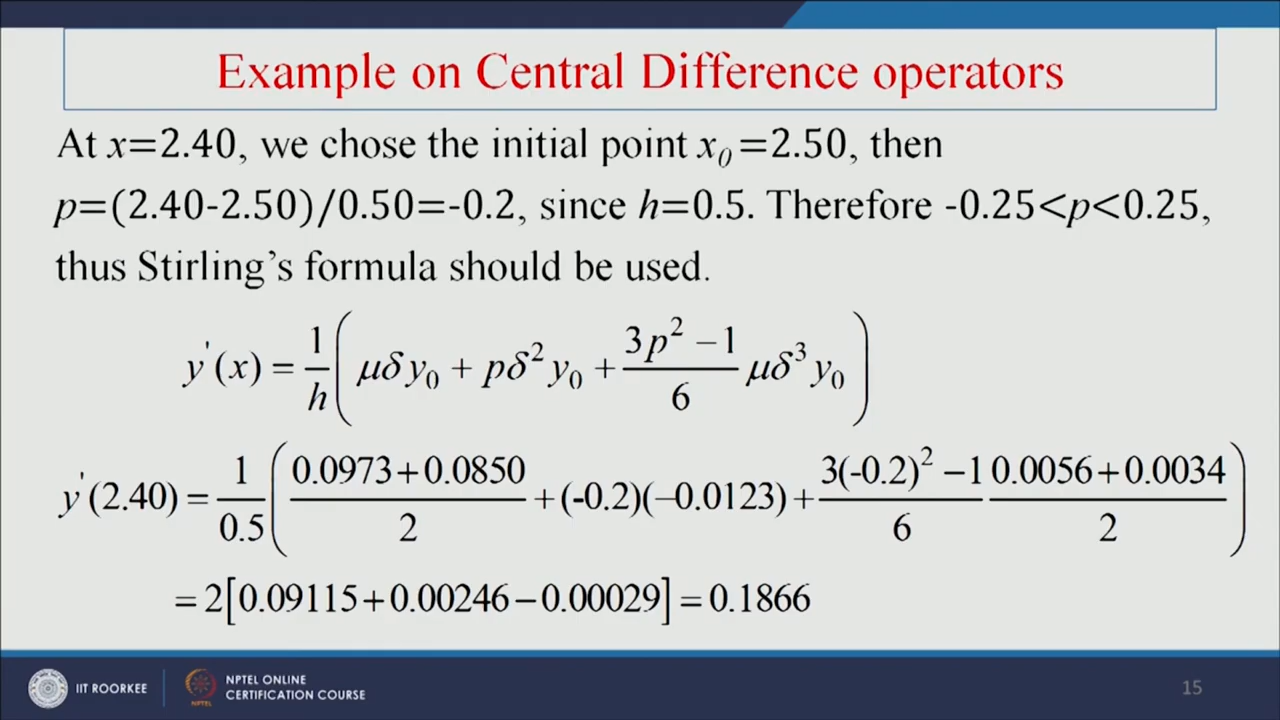 Example on Central Difference operators
At x=2.40, we chose the initial point x₀=2.50, then
p=(2.40-2.50)/0.50=-0.2, since h=0.5. Therefore -0.25<p<0.25,
thus Stirling's formula should be used.
y'(x) = 1/h ( μδy₀ + pδ²y₀ + (3p² − 1)/6 μδ³y₀ )
y'(2.40) = 1/0.5 ( (0.0973+0.0850)/2 + (-0.2)(−0.0123) + (3(-0.2)² −1)/6 (0.0056+0.0034)/2 )
= 2[0.09115+0.00246−0.00029] = 0.1866
IIT ROORKEE
NPTEL
NPTEL ONLINE
CERTIFICATION COURSE
15